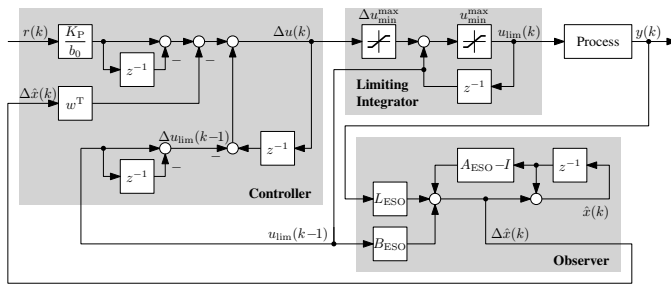 r(k)
K_P
b_0
z^{-1}
Δu(k)
Δu_min^max
u_min^max
u_lim(k)
Process
y(k)
z^{-1}
Limiting
Integrator
Δx̂(k)
w^T
Δu_lim(k−1)
z^{-1}
z^{-1}
Controller
A_ESO−I
z^{-1}
L_ESO
x̂(k)
u_lim(k−1)
B_ESO
Δx̂(k)
Observer